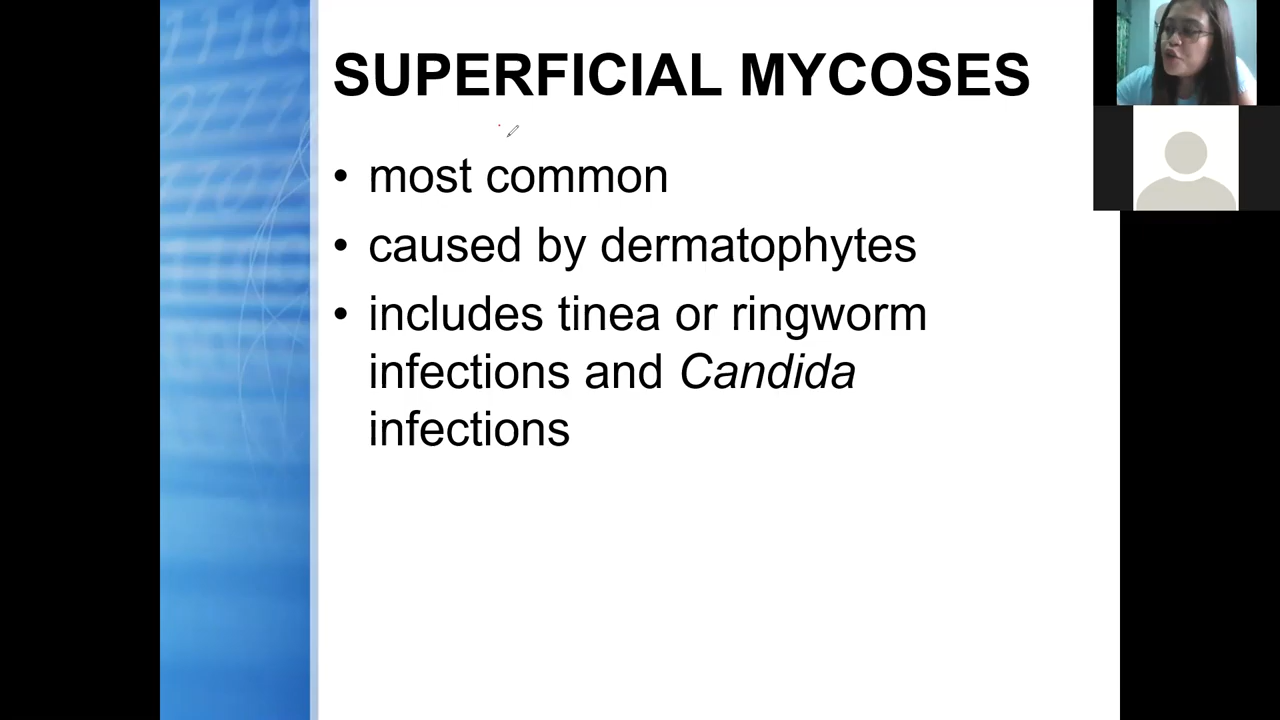 SUPERFICIAL MYCOSES
• most common
• caused by dermatophytes
• includes tinea or ringworm
infections and Candida
infections